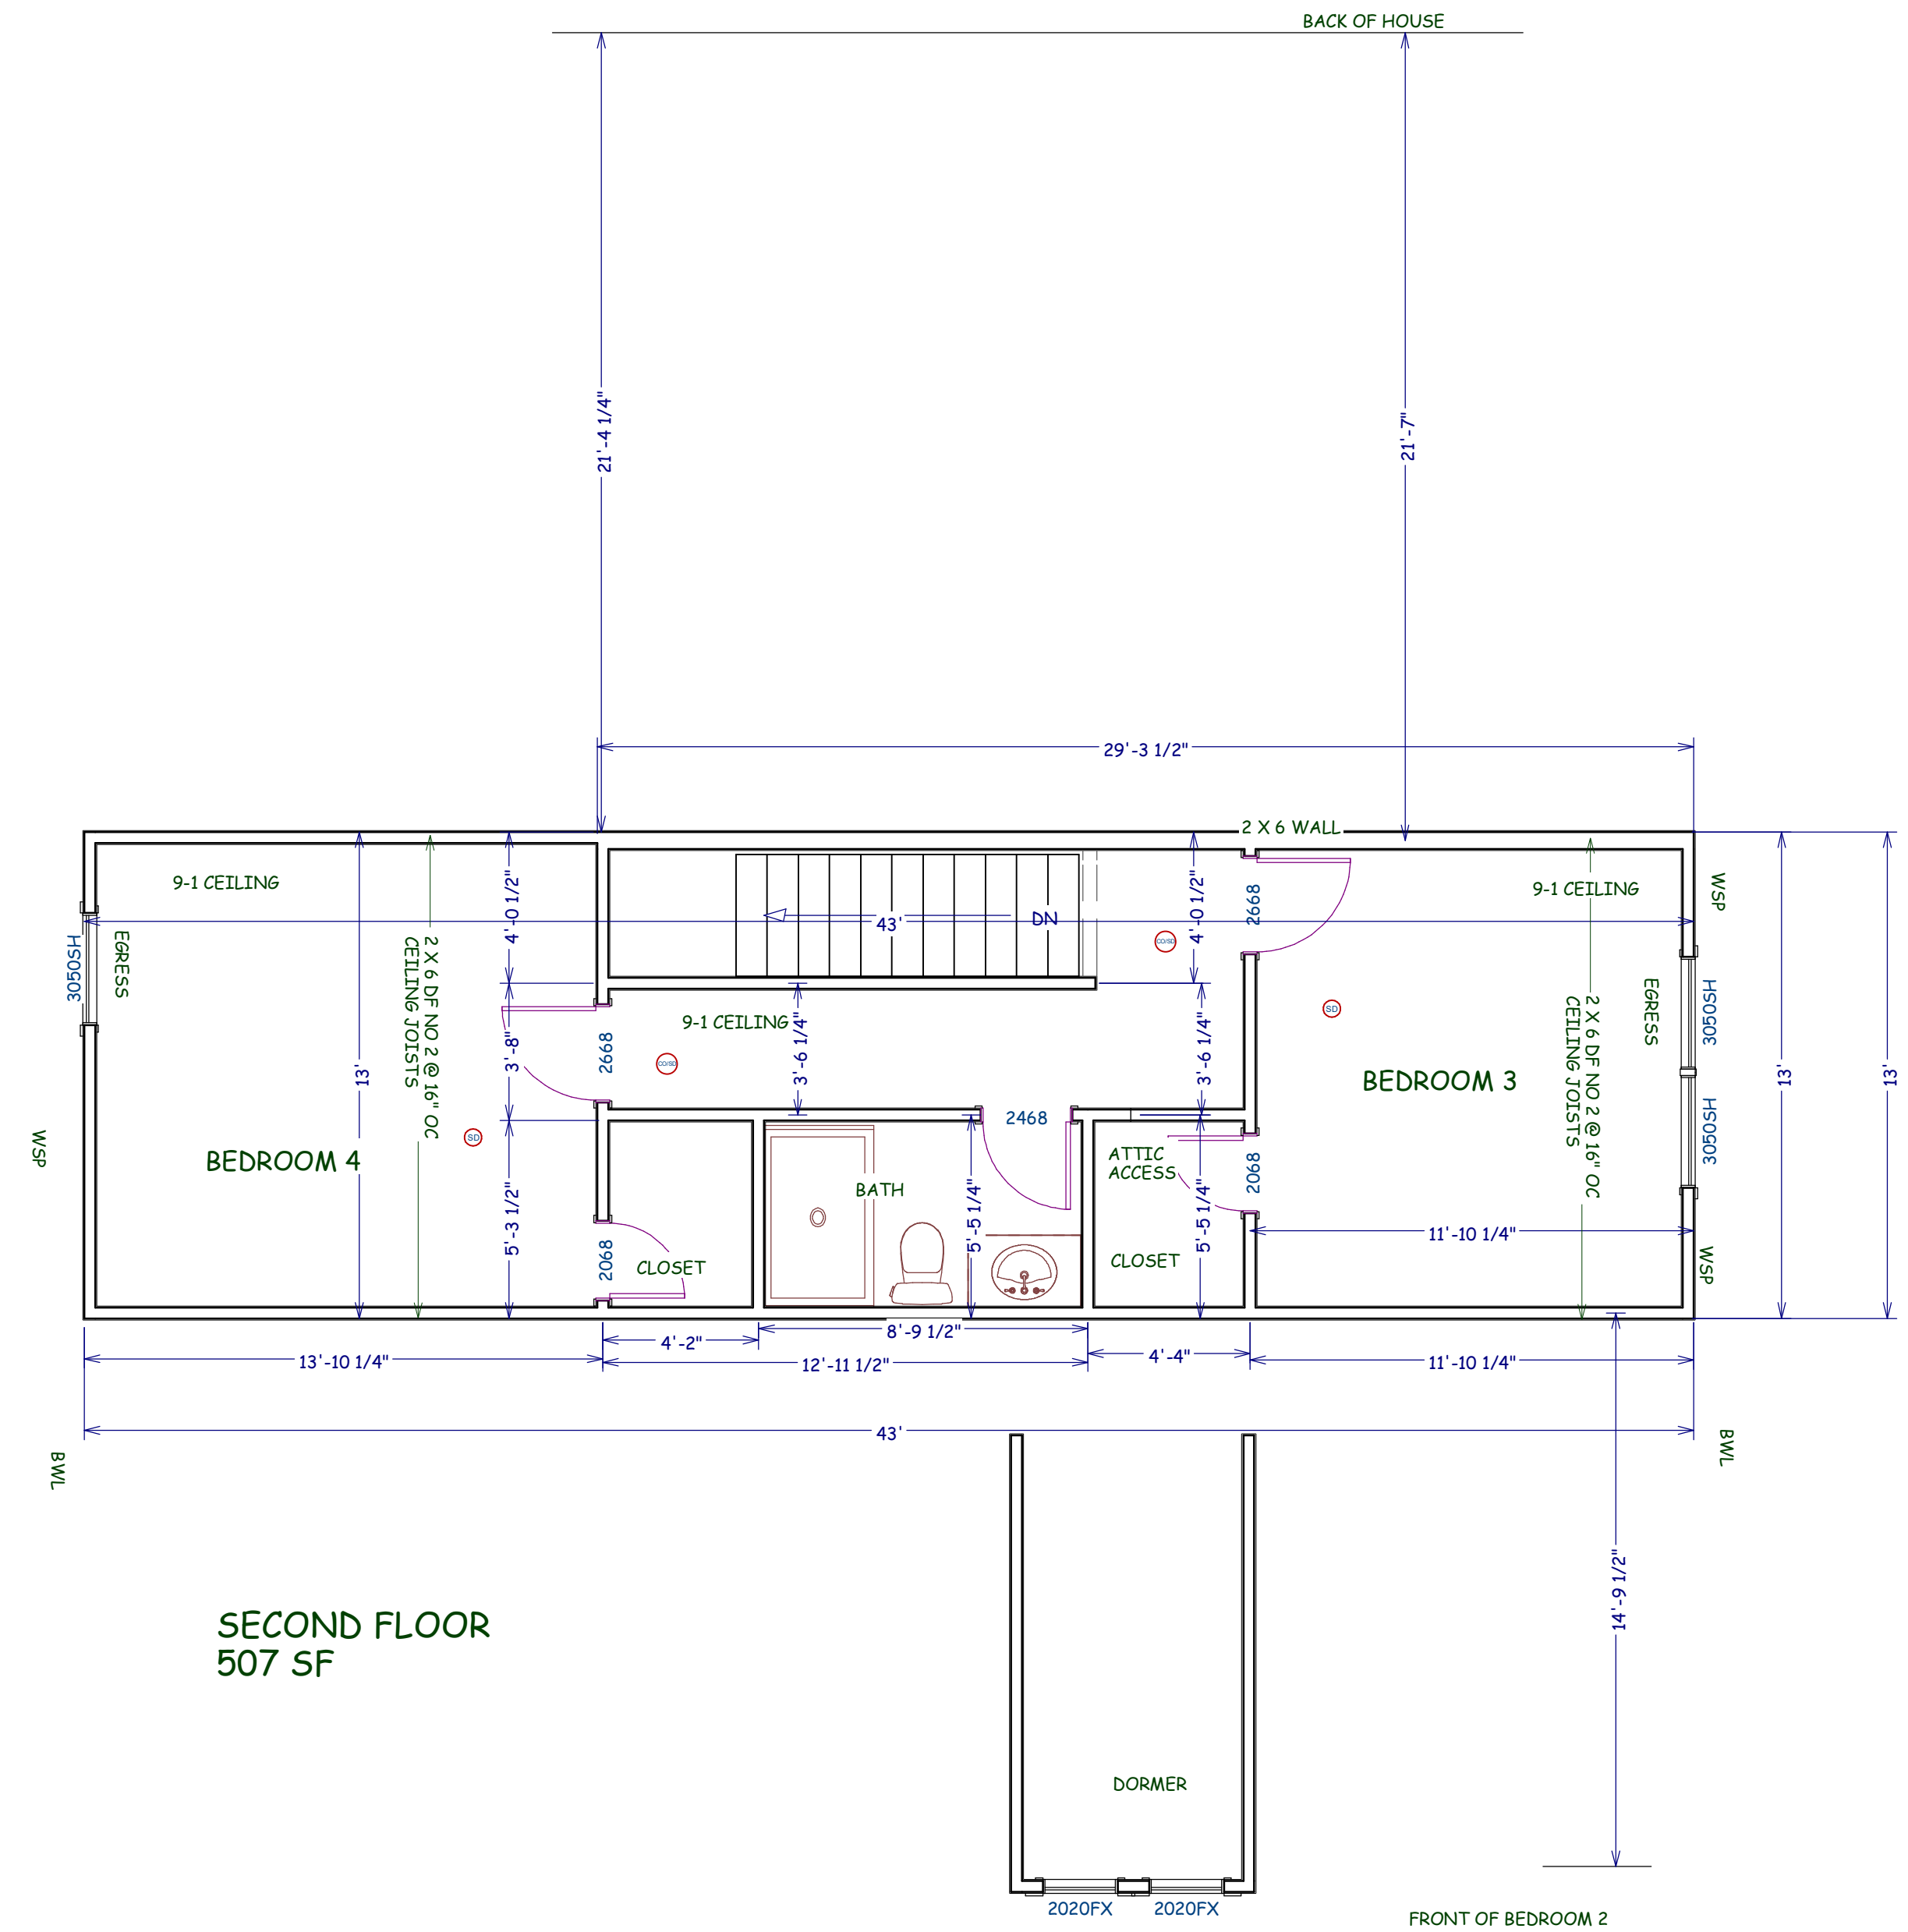 BACK OF HOUSE
21'-4 1/4"
21'-7"
29'-3 1/2"
2 X 6 WALL
9-1 CEILING
4'-0 1/2"
43'
DN
CO/SD
4'-0 1/2"
2668
9-1 CEILING
WSP
3050SH
EGRESS
2 X 6 DF NO 2 @ 16" OC
CEILING JOISTS
13'
3'-8"
2668
9-1 CEILING
CO/SD
3'-6 1/4"
3'-6 1/4"
SD
BEDROOM 3
2 X 6 DF NO 2 @ 16" OC
CEILING JOISTS
EGRESS
3050SH
3050SH
13'
13'
WSP
BEDROOM 4
SD
5'-3 1/2"
2068
CLOSET
BATH
5'-5 1/4"
2468
ATTIC
ACCESS
CLOSET
5'-5 1/4"
2068
11'-10 1/4"
WSP
13'-10 1/4"
4'-2"
8'-9 1/2"
12'-11 1/2"
4'-4"
11'-10 1/4"
43'
BWL
BWL
14'-9 1/2"
SECOND FLOOR
507 SF
DORMER
2020FX
2020FX
FRONT OF BEDROOM 2